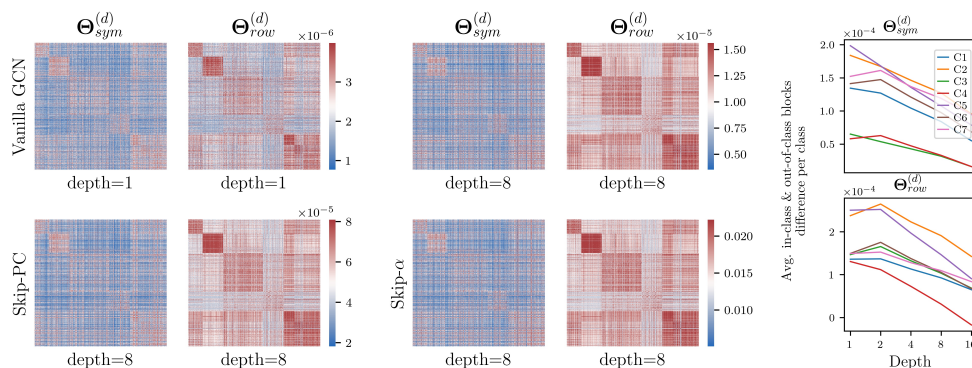 Θ_sym^(d)
Θ_row^(d)
×10⁻⁶
3
2
1
Vanilla GCN
depth=1
depth=1
Θ_sym^(d)
Θ_row^(d)
×10⁻⁵
1.50
1.25
1.00
0.75
0.50
depth=8
depth=8
×10⁻⁵
8
6
4
2
Skip-PC
depth=8
depth=8
0.020
0.015
0.010
Skip-α
depth=8
depth=8
Avg. in-class & out-of-class blocks
difference per class
Θ_sym^(d)
×10⁻⁴
2.0
1.5
1.0
0.5
C1
C2
C3
C4
C5
C6
C7
Θ_row^(d)
×10⁻⁴
2
1
0
1 2 4 8
Depth